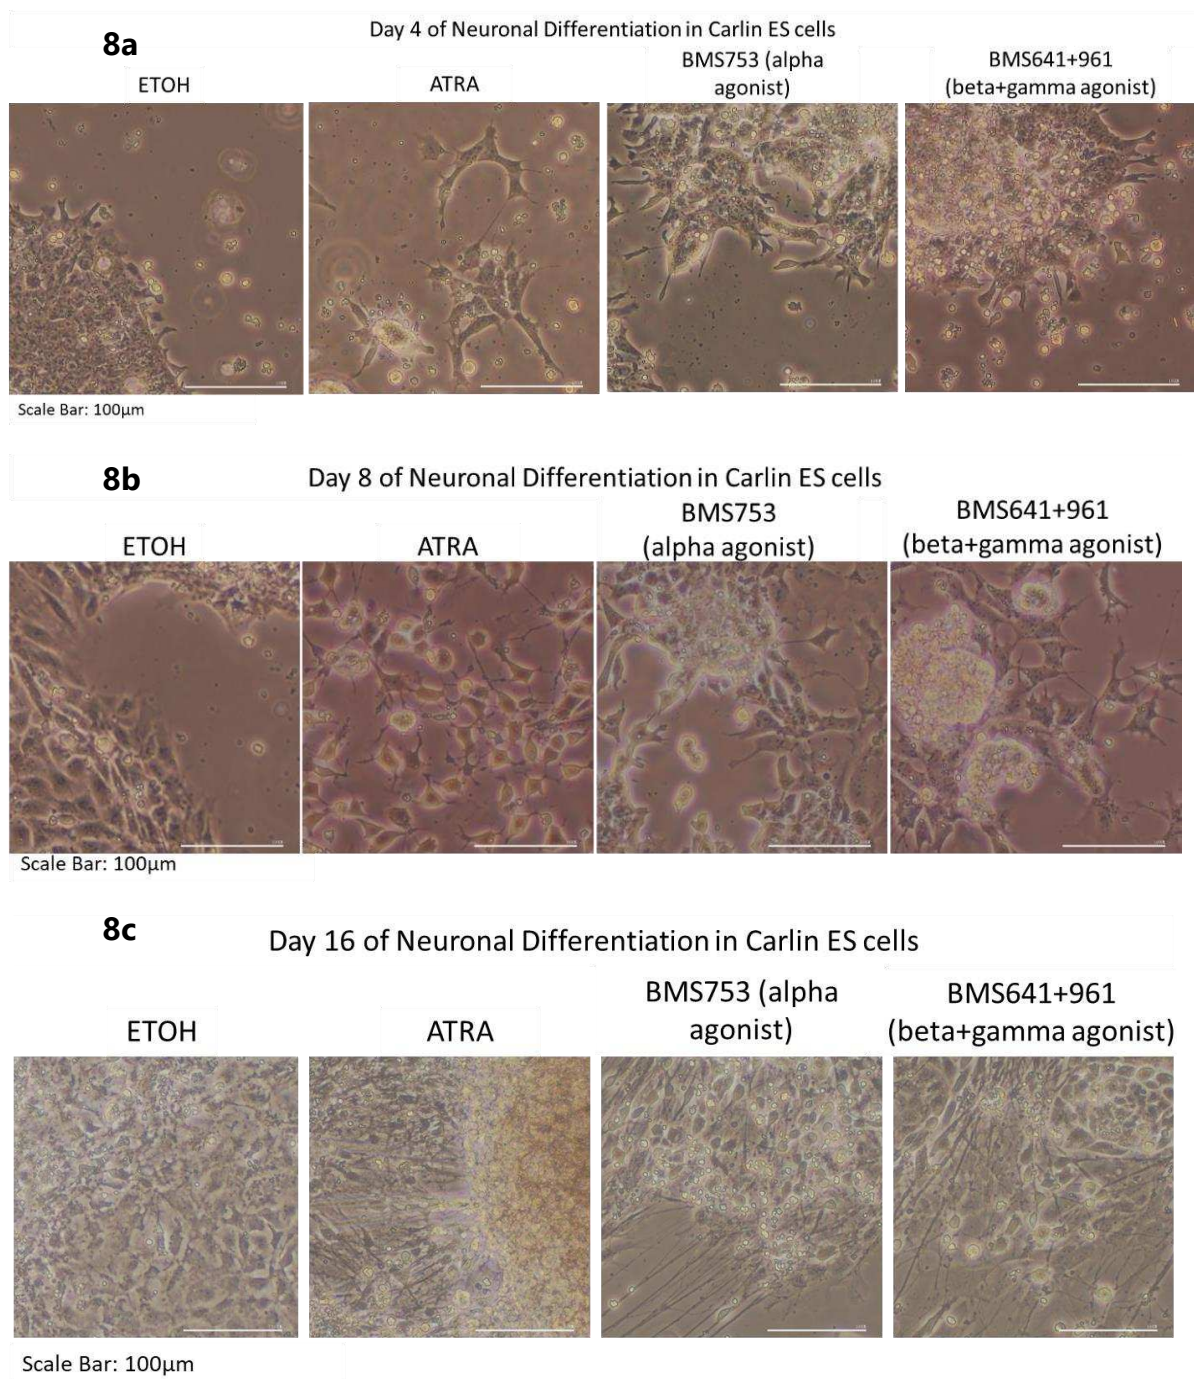 8a
Day 4 of Neuronal Differentiation in Carlin ES cells
ETOH
ATRA
BMS753 (alpha
agonist)
BMS641+961
(beta+gamma agonist)
Scale Bar: 100µm
8b
Day 8 of Neuronal Differentiation in Carlin ES cells
ETOH
ATRA
BMS753
(alpha agonist)
BMS641+961
(beta+gamma agonist)
Scale Bar: 100µm
8c
Day 16 of Neuronal Differentiation in Carlin ES cells
ETOH
ATRA
BMS753 (alpha
agonist)
BMS641+961
(beta+gamma agonist)
Scale Bar: 100µm